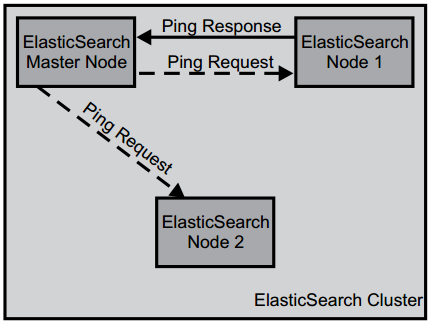 ElasticSearch
Master Node
Ping Response
Ping Request
ElasticSearch
Node 1
Ping Request
ElasticSearch
Node 2
ElasticSearch Cluster